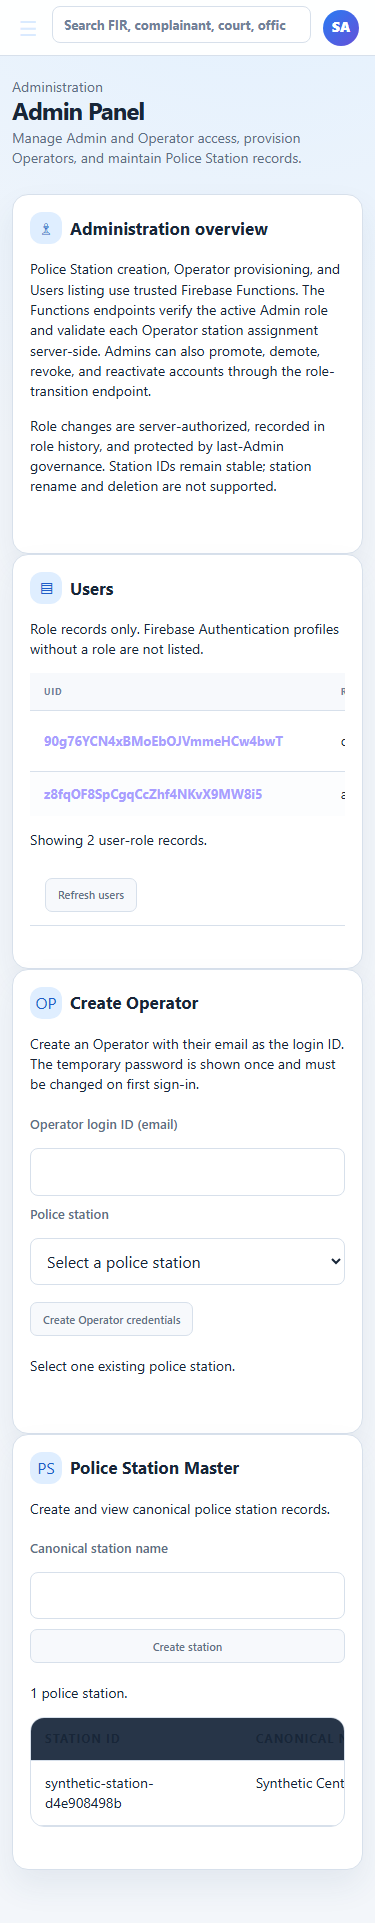 Search FIR, complainant, court, offic
SA
Administration
Admin Panel
Manage Admin and Operator access, provision
Operators, and maintain Police Station records.
Administration overview
Police Station creation, Operator provisioning, and
Users listing use trusted Firebase Functions. The
Functions endpoints verify the active Admin role
and validate each Operator station assignment
server-side. Admins can also promote, demote,
revoke, and reactivate accounts through the role-
transition endpoint.
Role changes are server-authorized, recorded in
role history, and protected by last-Admin
governance. Station IDs remain stable; station
rename and deletion are not supported.
Users
Role records only. Firebase Authentication profiles
without a role are not listed.
UID
90g76YCN4xBMoEbOJVmmeHCw4bwT
z8fqOF8SpCgqCcZhf4NKvX9MW8i5
Showing 2 user-role records.
Refresh users
OP Create Operator
Create an Operator with their email as the login ID.
The temporary password is shown once and must
be changed on first sign-in.
Operator login ID (email)
Police station
Select a police station
Create Operator credentials
Select one existing police station.
PS Police Station Master
Create and view canonical police station records.
Canonical station name
Create station
1 police station.
STATION ID CANONICAL
synthetic-station- Synthetic Cent
d4e908498b